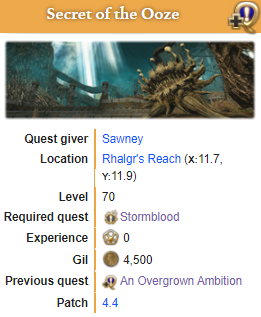 Secret of the Ooze
Quest giver Sawney
Location Rhalgr's Reach (X:11.7,
Y:11.9)
Level 70
Required quest Stormblood
Experience 0
Gil 4,500
Previous quest An Overgrown Ambition
Patch 4.4